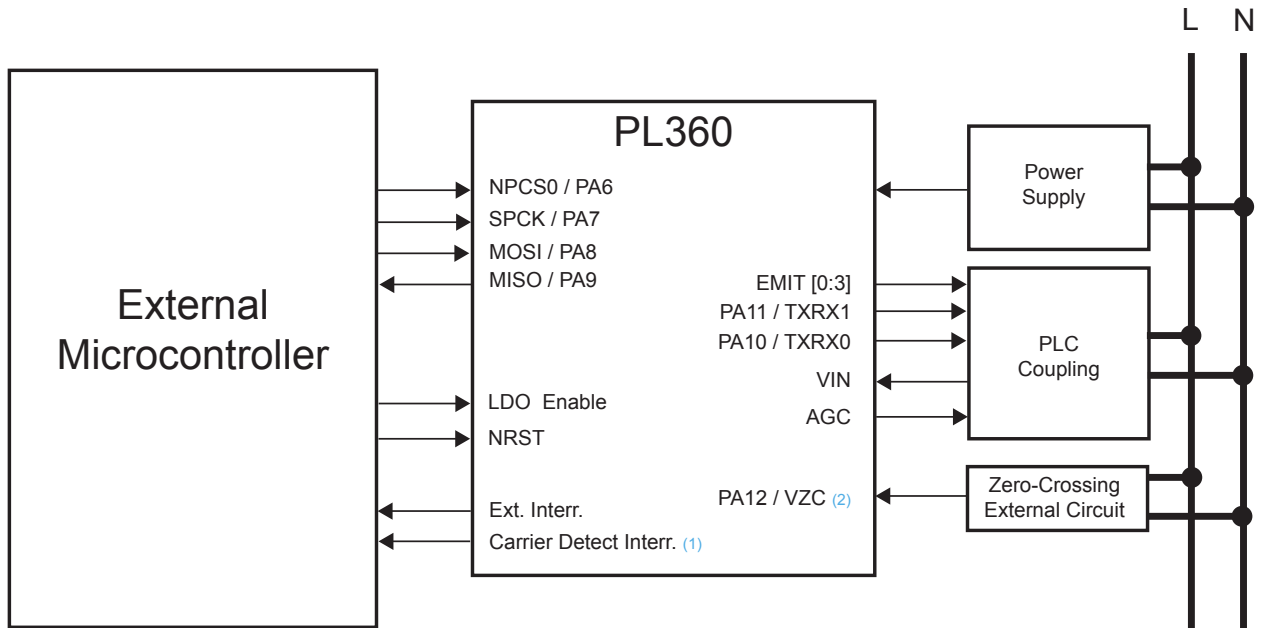 L N
PL360
External
Microcontroller
NPCS0 / PA6
SPCK / PA7
MOSI / PA8
MISO / PA9
LDO Enable
NRST
Ext. Interr.
Carrier Detect Interr. (1)
EMIT [0:3]
PA11 / TXRX1
PA10 / TXRX0
VIN
AGC
PA12 / VZC (2)
Power
Supply
PLC
Coupling
Zero-Crossing
External Circuit